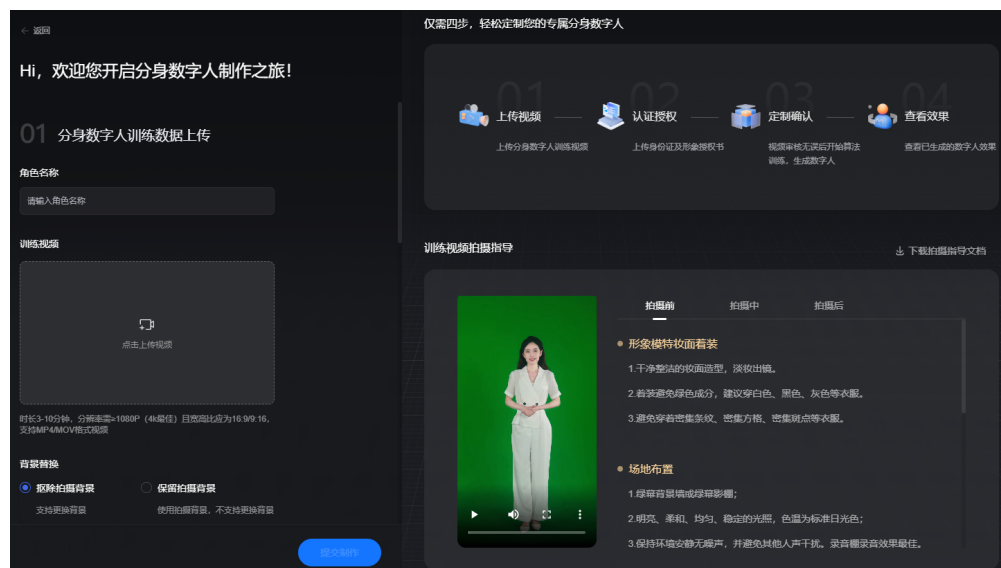 ← 返回
Hi，欢迎您开启分身数字人制作之旅！
01 分身数字人训练数据上传
角色名称
请输入角色名称
训练视频
点击上传视频
时长3-10分钟，分辨率需≥1080P（4k最佳）且宽高比应为16:9/9:16，
支持MP4/MOV格式视频
背景替换
抠除拍摄背景 保留拍摄背景
支持更换背景 使用拍摄背景，不支持更换背景
提交制作
仅需四步，轻松定制您的专属分身数字人
01 02 03 04
上传视频 认证授权 定制确认 查看效果
上传分身数字人训练视频 上传身份证及形象授权书 视频审核无误后开始算法 查看已生成的数字人效果
训练，生成数字人
训练视频拍摄指导 下载拍摄指导文档
拍摄前 拍摄中 拍摄后
形象模特妆面着装
1.干净整洁的妆面造型，淡妆出镜。
2.着装避免绿色成分，建议穿白色、黑色、灰色等衣服。
3.避免穿着密集条纹、密集方格、密集斑点等衣服。
场地布置
1.绿幕背景墙或绿幕影棚；
2.明亮、柔和、均匀、稳定的光照，色温为标准日光色；
3.保持环境安静无噪声，并避免其他人声干扰。录音棚录音效果最佳。